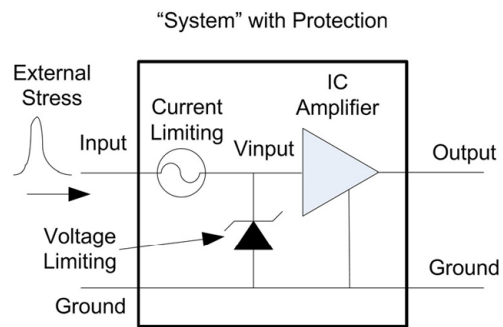 “System” with Protection
External
Stress
IC
Amplifier
Current
Limiting
Input
Vinput
Output
Voltage
Limiting
Ground
Ground